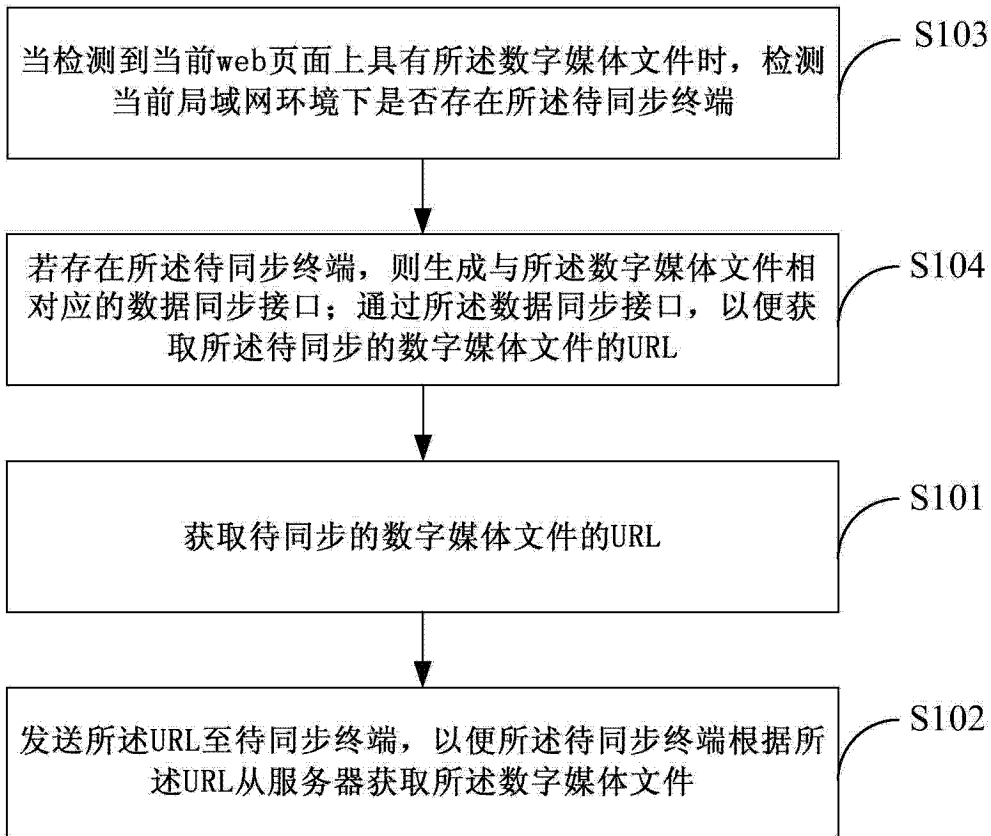 当检测到当前web页面上具有所述数字媒体文件时，检测
当前局域网环境下是否存在所述待同步终端
S103
若存在所述待同步终端，则生成与所述数字媒体文件相
对应的数据同步接口；通过所述数据同步接口，以便获
取所述待同步的数字媒体文件的URL
S104
获取待同步的数字媒体文件的URL
S101
发送所述URL至待同步终端，以便所述待同步终端根据所
述URL从服务器获取所述数字媒体文件
S102